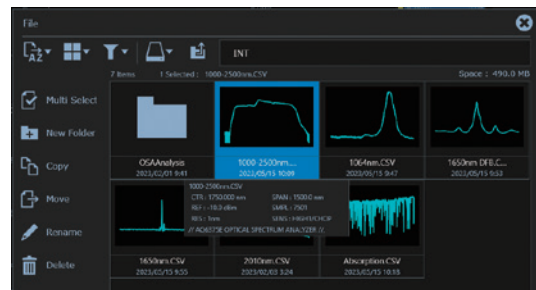 File
INT
7 Items 1 Selected : 1000-2500nm.CSV Space : 490.0 MB
Multi Select
New Folder
Copy
Move
Rename
Delete
OSAAnalysis
2023/02/01 9:41
1000-2500nm....
2023/05/15 10:09
1064nm.CSV
2023/05/15 9:47
1650nm DFB.C...
2023/05/15 9:53
1000-2500nm.CSV
CTR : 1750.000 nm SPAN : 1500.0 nm
REF : -10.0 dBm SMPL : 7501
RES : 1nm SENS : HIGH1/CHOP
// AQ6375E OPTICAL SPECTRUM ANALYZER //
1650nm.CSV
2023/05/15 9:55
2010nm.CSV
2023/02/03 3:24
Absorption.CSV
2023/05/15 10:18